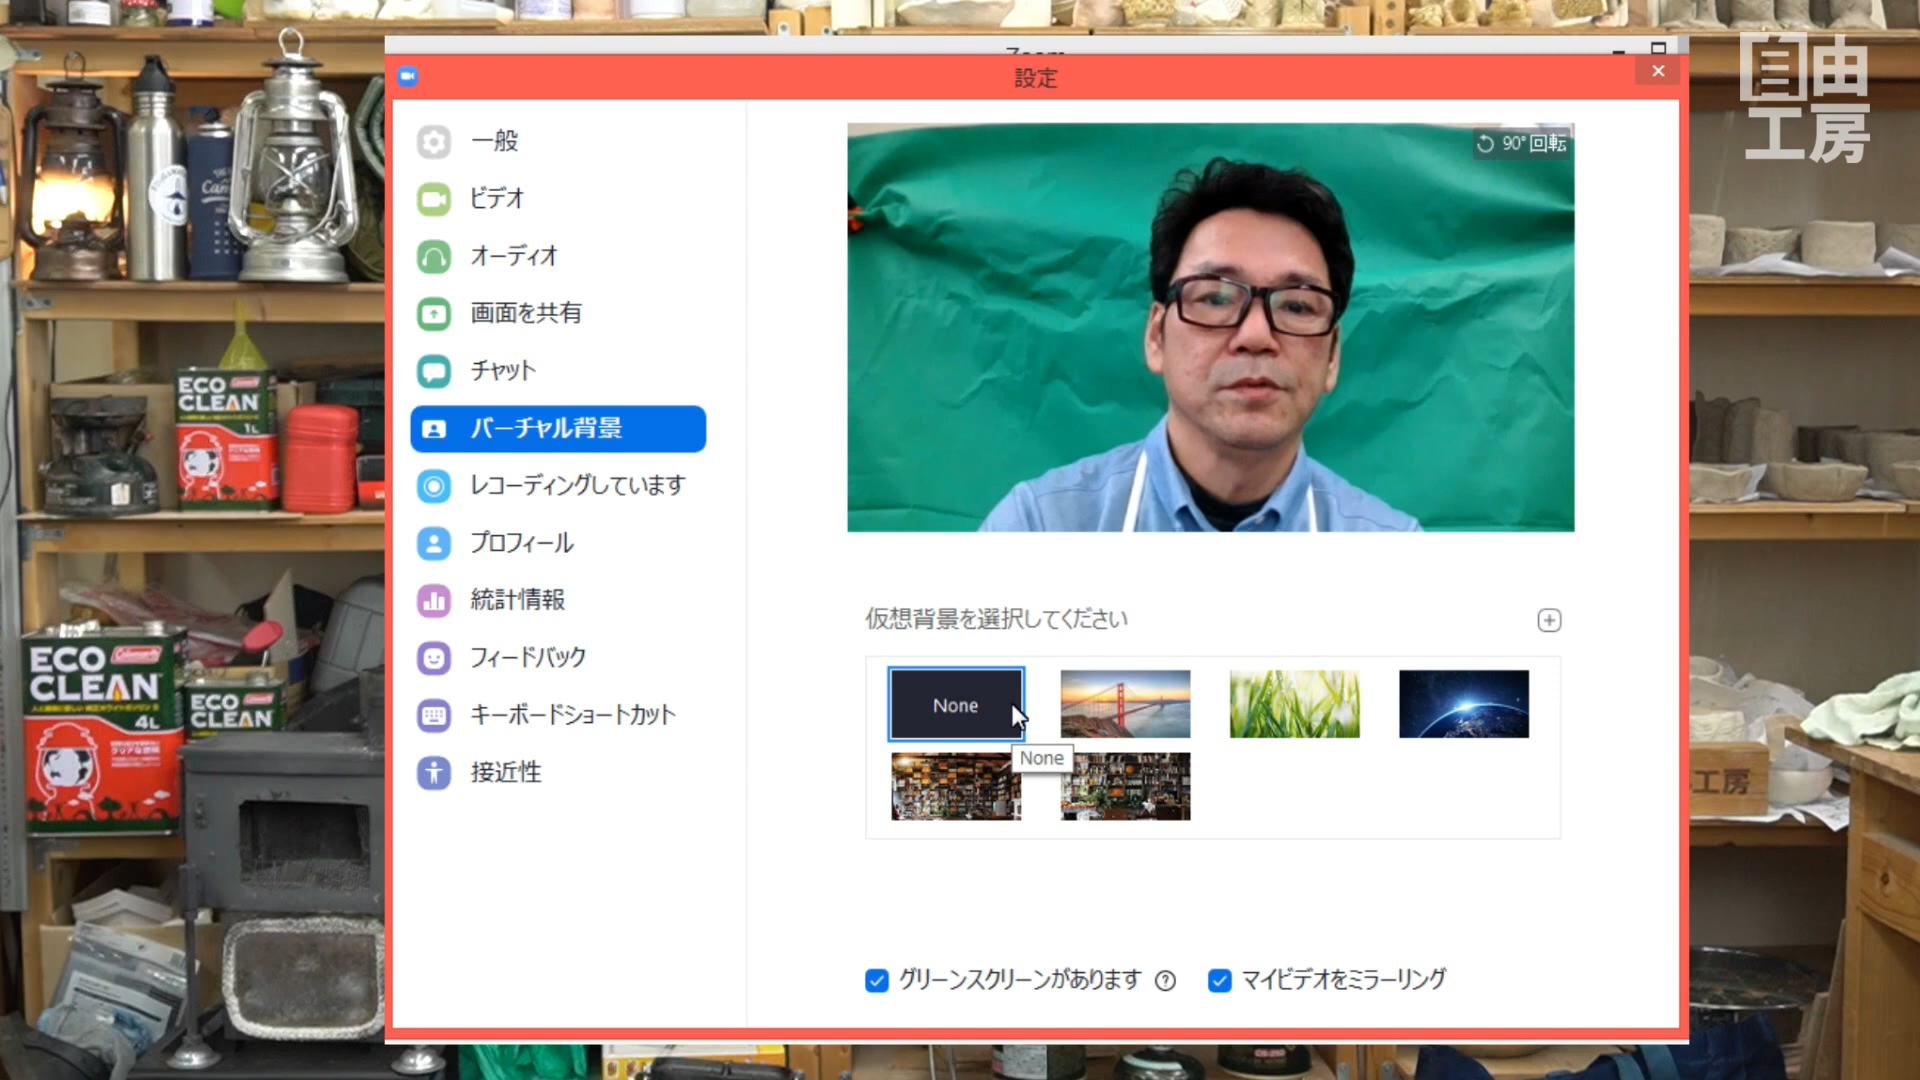 自由
工房
Zoom
設定
90°回転
一般
ビデオ
オーディオ
画面を共有
チャット
バーチャル背景
レコーディングしています
プロフィール
統計情報
フィードバック
キーボードショートカット
接近性
仮想背景を選択してください
None
None
グリーンスクリーンがあります
マイビデオをミラーリング
ECO
CLEAN
1L
ECO Coleman
CLEAN
4L
ECO
CLEAN
工房